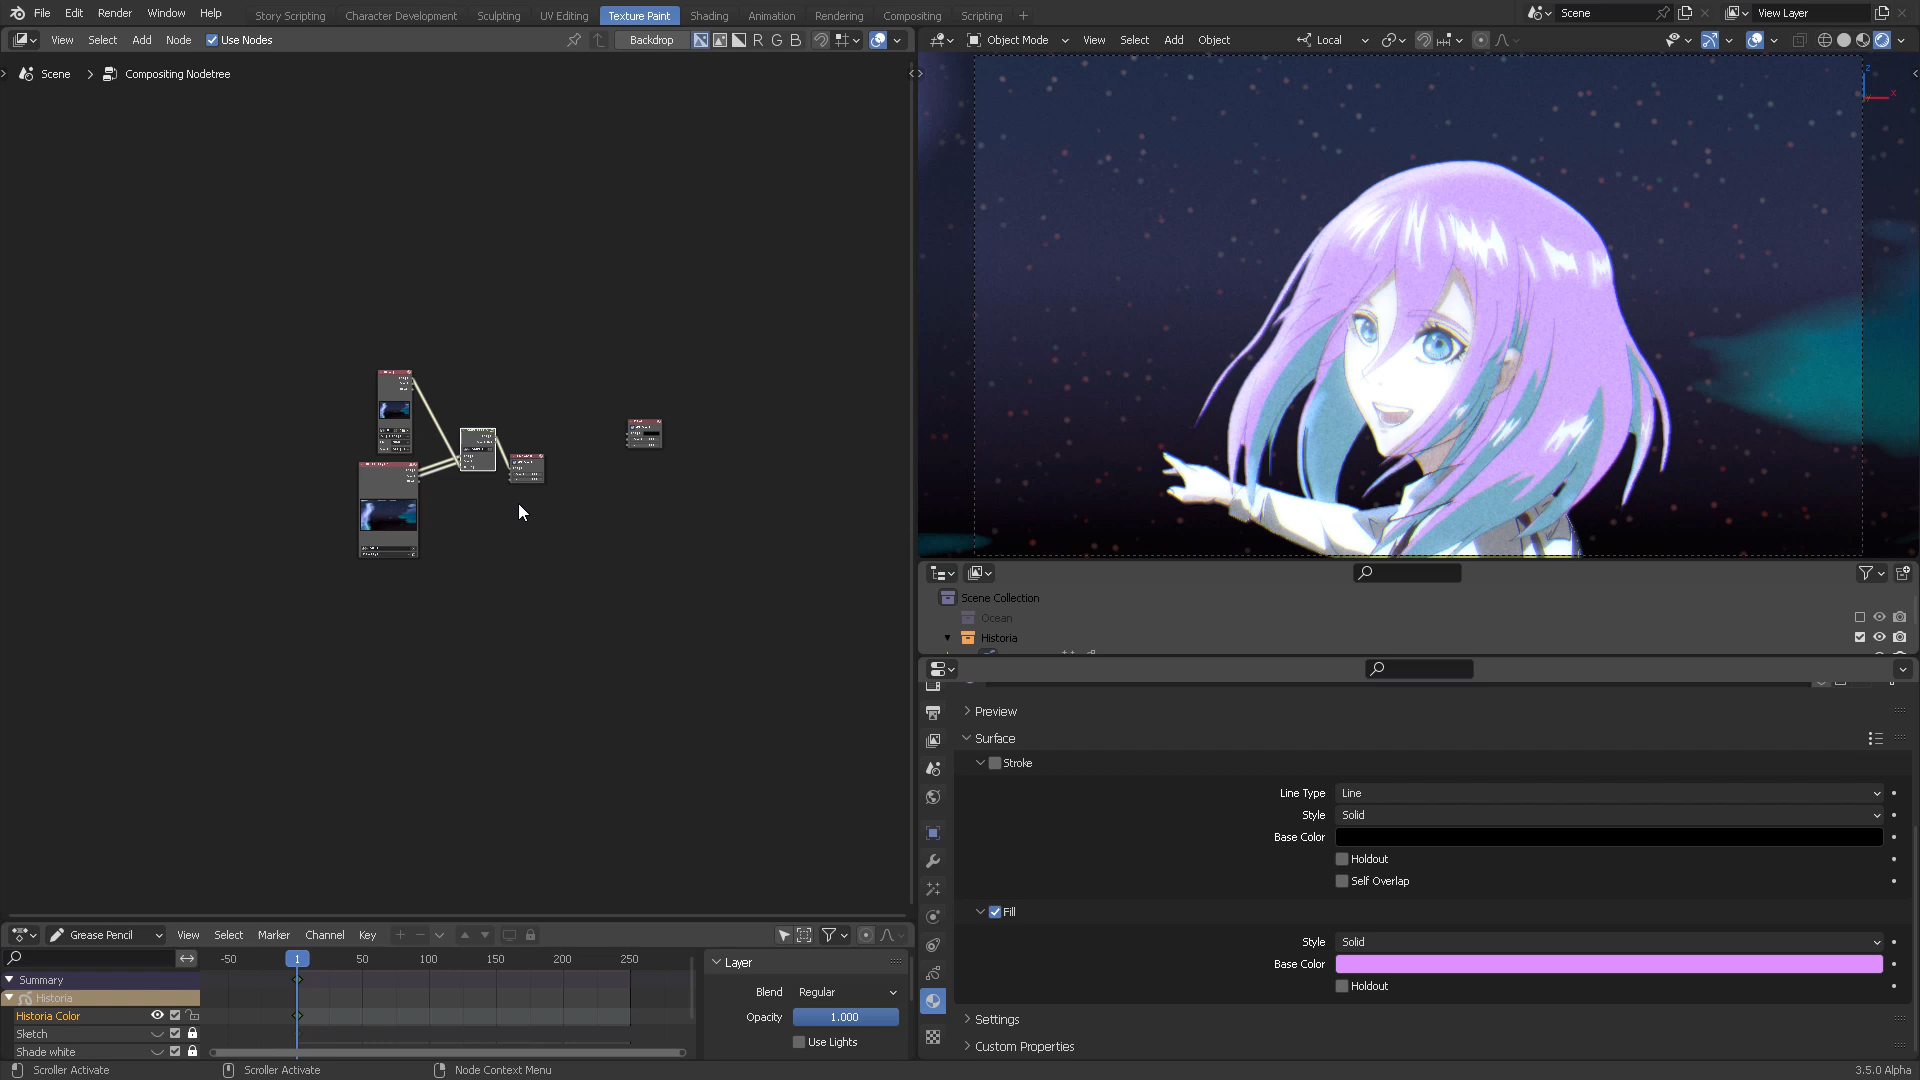 File Edit Render Window Help Story Scripting Character Development Sculpting UV Editing Texture Paint Shading Animation Rendering Compositing Scripting Scene View Layer
View Select Add Node Use Nodes Backdrop R G B
Object Mode View Select Add Object Local
Scene Compositing Nodetree
Z
X
Scene Collection
Ocean
Historia
Preview
Surface
Stroke
Line Type Line
Style Solid
Base Color
Holdout
Self Overlap
Fill
Style Solid
Base Color
Holdout
Settings
Custom Properties
Grease Pencil View Select Marker Channel Key
-50 1 50 100 150 200 250
Summary
Historia
Historia Color
Sketch
Shade white
Layer
Blend Regular
Opacity 1.000
Use Lights
Scroller Activate Scroller Activate Node Context Menu 3.5.0 Alpha